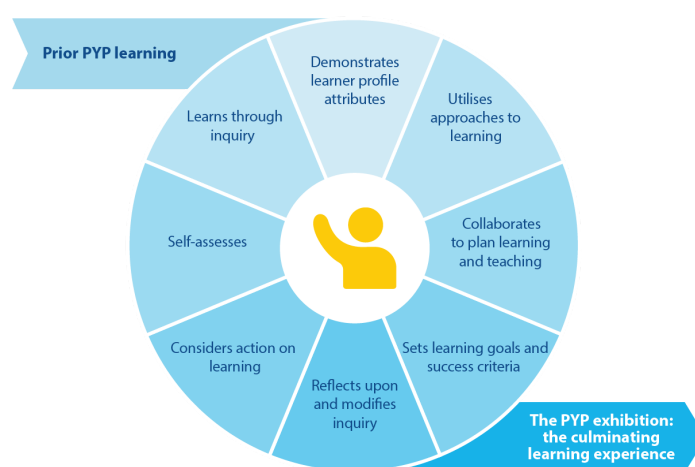 Prior PYP learning
Demonstrates
learner profile
attributes
Utilises
approaches to
learning
Collaborates
to plan learning
and teaching
Sets learning goals and
success criteria
Reflects upon
and modifies
inquiry
Considers action on
learning
Self-assesses
Learns through
inquiry
The PYP exhibition:
the culminating
learning experience